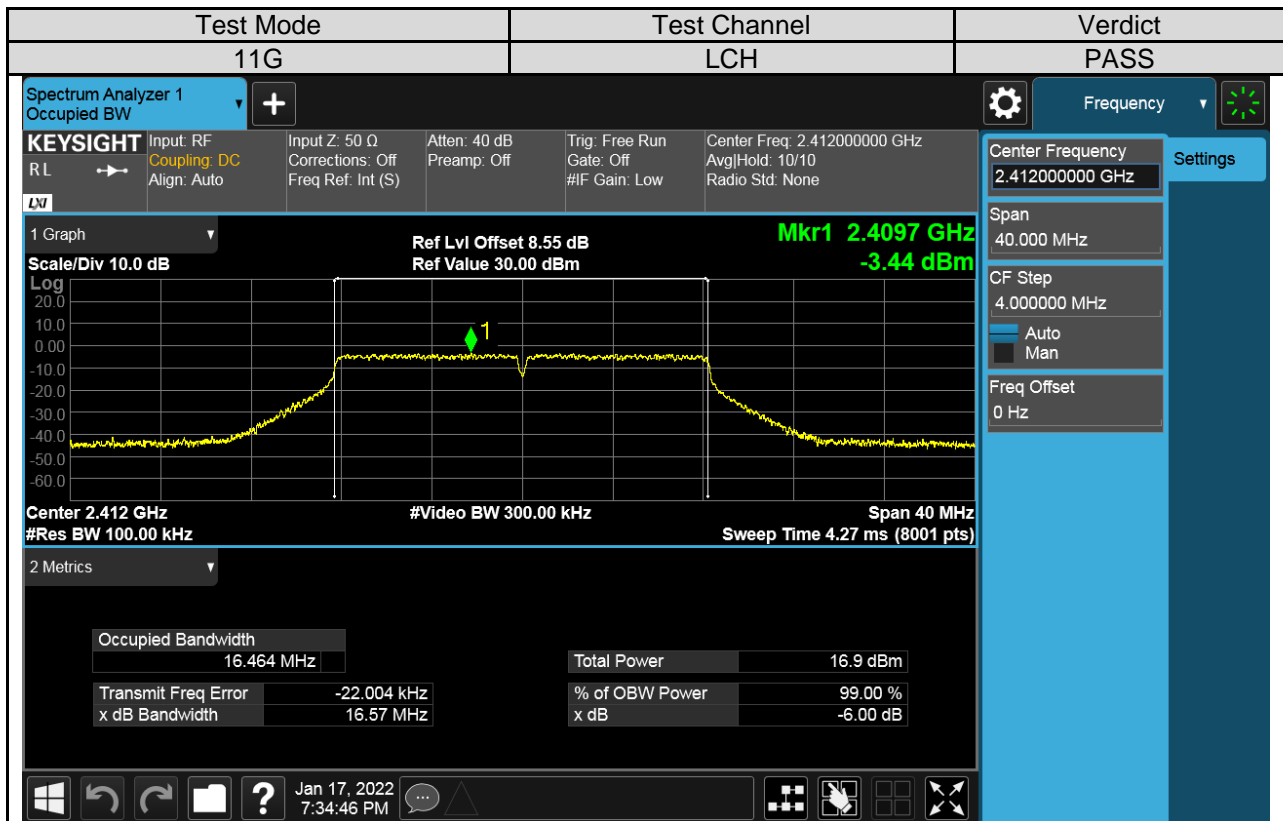 Test Mode Test Channel Verdict
11G LCH PASS
Spectrum Analyzer 1
Occupied BW
+
Frequency
KEYSIGHT
R L
LXI
Input: RF
Coupling: DC
Align: Auto
Input Z: 50 Ω
Corrections: Off
Freq Ref: Int (S)
Atten: 40 dB
Preamp: Off
Trig: Free Run
Gate: Off
#IF Gain: Low
Center Freq: 2.412000000 GHz
Avg|Hold: 10/10
Radio Std: None
Center Frequency
2.412000000 GHz
Settings
Span
40.000 MHz
CF Step
4.000000 MHz
Auto
Man
Freq Offset
0 Hz
1 Graph
Scale/Div 10.0 dB
Ref Lvl Offset 8.55 dB
Ref Value 30.00 dBm
Mkr1 2.4097 GHz
-3.44 dBm
Log
20.0
10.0
0.00
-10.0
-20.0
-30.0
-40.0
-50.0
-60.0
1
Center 2.412 GHz
#Res BW 100.00 kHz
#Video BW 300.00 kHz
Span 40 MHz
Sweep Time 4.27 ms (8001 pts)
2 Metrics
Occupied Bandwidth
16.464 MHz
Total Power 16.9 dBm
Transmit Freq Error -22.004 kHz
% of OBW Power 99.00 %
x dB Bandwidth 16.57 MHz
x dB -6.00 dB
?
Jan 17, 2022
7:34:46 PM